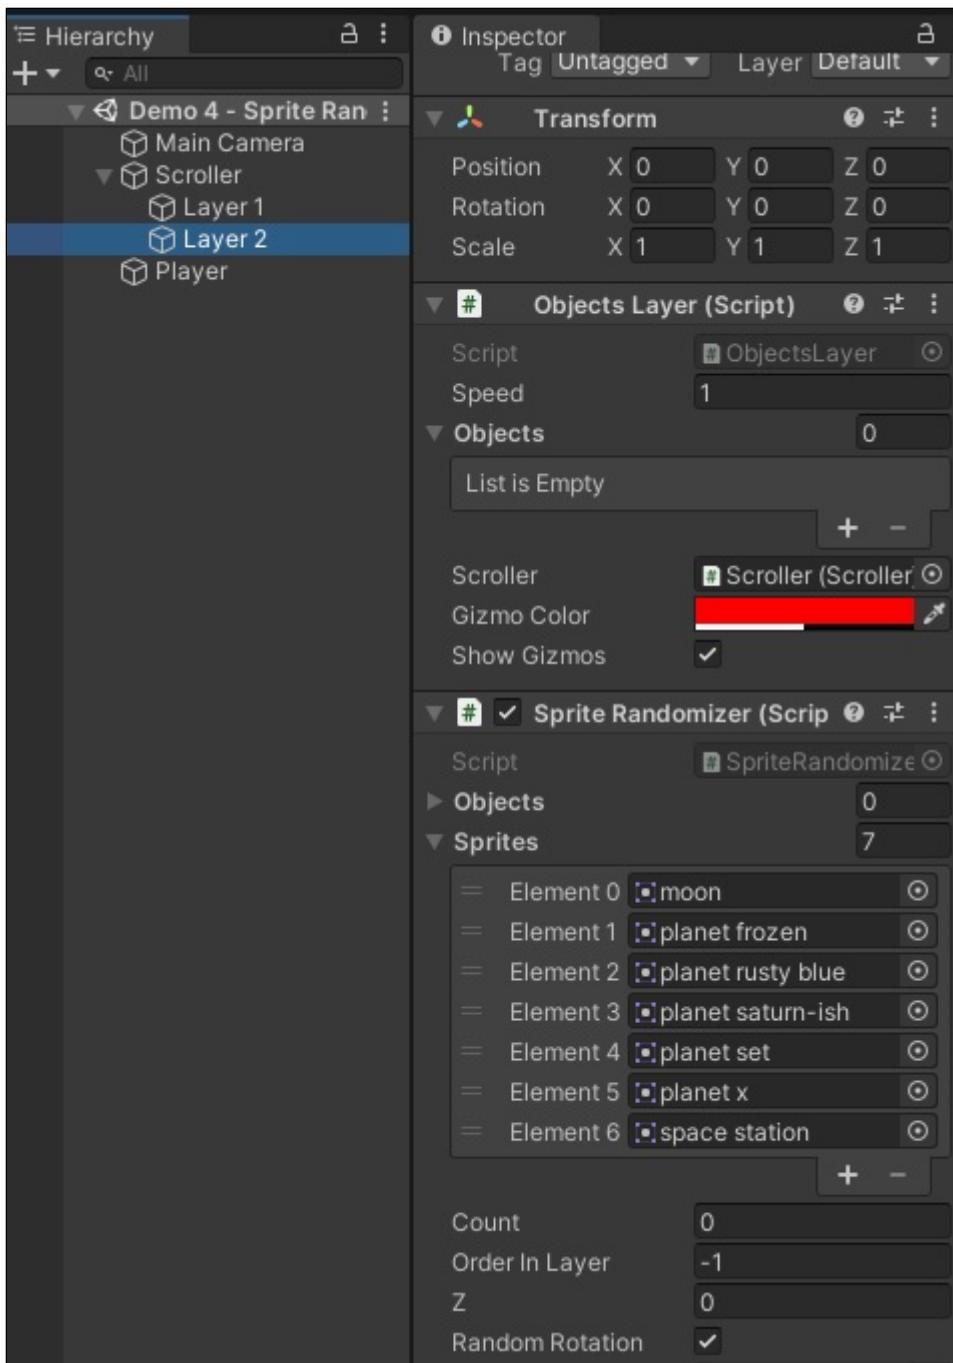 Hierarchy
All
Demo 4 - Sprite Ran
Main Camera
Scroller
Layer 1
Layer 2
Player
Inspector
Tag Untagged Layer Default
Transform
Position X 0 Y 0 Z 0
Rotation X 0 Y 0 Z 0
Scale X 1 Y 1 Z 1
# Objects Layer (Script)
Script # ObjectsLayer
Speed 1
Objects 0
List is Empty
+ -
Scroller # Scroller (Scroller)
Gizmo Color
Show Gizmos
# Sprite Randomizer (Scrip
Script # SpriteRandomize
Objects 0
Sprites 7
Element 0 moon
Element 1 planet frozen
Element 2 planet rusty blue
Element 3 planet saturn-ish
Element 4 planet set
Element 5 planet x
Element 6 space station
+ -
Count 0
Order In Layer -1
Z 0
Random Rotation